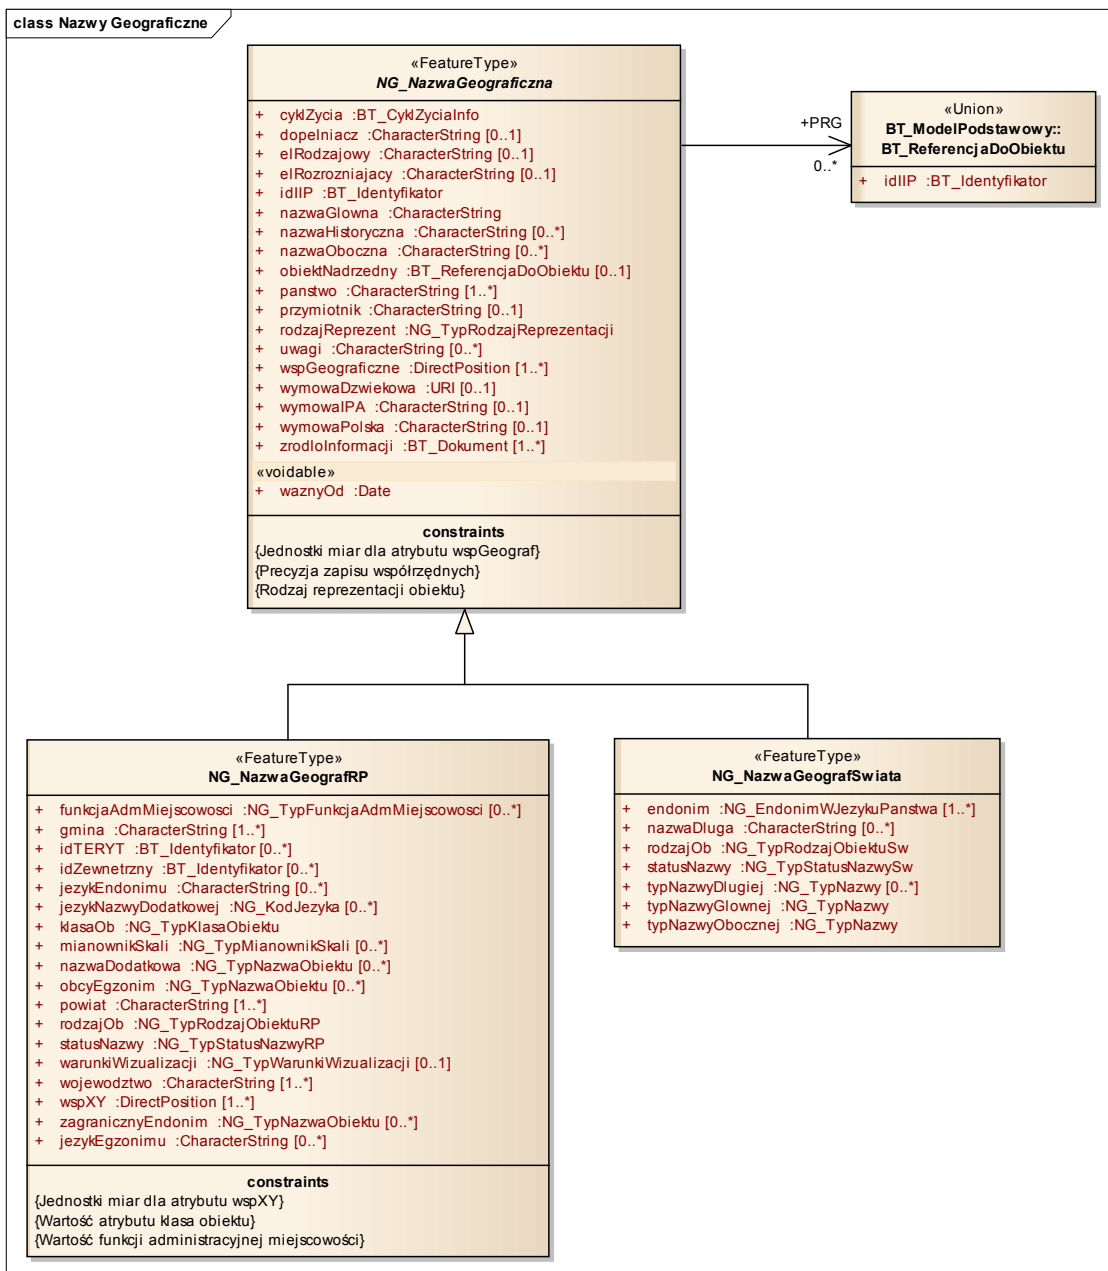 class Nazwy Geograficzne
«FeatureType»
NG_NazwaGeograficzna
+ cyklZycia :BT_CyklZyciaInfo
+ dopelniacz :CharacterString [0..1]
+ elRodzajowy :CharacterString [0..1]
+ elRozrozniajacy :CharacterString [0..1]
+ idIIP :BT_Identyfikator
+ nazwaGlowna :CharacterString
+ nazwaHistoryczna :CharacterString [0..*]
+ nazwaOboczna :CharacterString [0..*]
+ obiektNadrzedny :BT_ReferencjaDoObiektu [0..1]
+ panstwo :CharacterString [1..*]
+ przymiotnik :CharacterString [0..1]
+ rodzajReprezent :NG_TypRodzajReprezentacji
+ uwagi :CharacterString [0..*]
+ wspGeograficzne :DirectPosition [1..*]
+ wymowaDzwiekowa :URI [0..1]
+ wymowaIPA :CharacterString [0..1]
+ wymowaPolska :CharacterString [0..1]
+ zrodloInformacji :BT_Dokument [1..*]
«voidable»
+ waznyOd :Date
constraints
{Jednostki miar dla atrybutu wspGeograf}
{Precyzja zapisu współrzędnych}
{Rodzaj reprezentacji obiektu}
+PRG
0..*
«Union»
BT_ModelPodstawowy::
BT_ReferencjaDoObiektu
+ idIIP :BT_Identyfikator
«FeatureType»
NG_NazwaGeografRP
+ funkcjaAdmMiejscowosci :NG_TypFunkcjaAdmMiejscowosci [0..*]
+ gmina :CharacterString [1..*]
+ idTERYT :BT_Identyfikator [0..*]
+ idZewnetrzny :BT_Identyfikator [0..*]
+ jezykEndonimu :CharacterString [0..*]
+ jezykNazwyDodatkowej :NG_KodJezyka [0..*]
+ klasaOb :NG_TypKlasaObiektu
+ mianownikSkali :NG_TypMianownikSkali [0..*]
+ nazwaDodatkowa :NG_TypNazwaObiektu [0..*]
+ obcyEgzonim :NG_TypNazwaObiektu [0..*]
+ powiat :CharacterString [1..*]
+ rodzajOb :NG_TypRodzajObiektuRP
+ statusNazwy :NG_TypStatusNazwyRP
+ warunkiWizualizacji :NG_TypWarunkiWizualizacji [0..1]
+ wojewodztwo :CharacterString [1..*]
+ wspXY :DirectPosition [1..*]
+ zagranicznyEndonim :NG_TypNazwaObiektu [0..*]
+ jezykEgzonimu :CharacterString [0..*]
constraints
{Jednostki miar dla atrybutu wspXY}
{Wartość atrybutu klasa obiektu}
{Wartość funkcji administracyjnej miejscowości}
«FeatureType»
NG_NazwaGeografSwiata
+ endonim :NG_EndonimWJezykuPanstwa [1..*]
+ nazwaDluga :CharacterString [0..*]
+ rodzajOb :NG_TypRodzajObiektuSw
+ statusNazwy :NG_TypStatusNazwySw
+ typNazwyDlugiej :NG_TypNazwy [0..*]
+ typNazwyGlownej :NG_TypNazwy
+ typNazwyObocznej :NG_TypNazwy